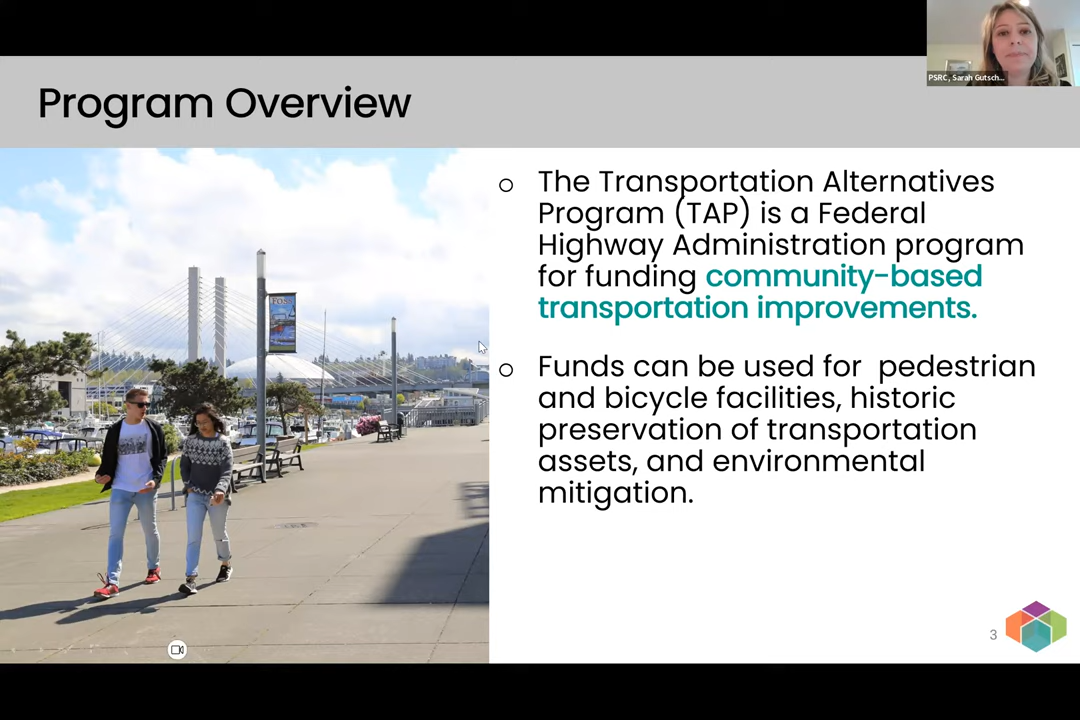 PSRC, Sarah Gutsch...
Program Overview
○ The Transportation Alternatives
Program (TAP) is a Federal
Highway Administration program
for funding community-based
transportation improvements.
○ Funds can be used for pedestrian
and bicycle facilities, historic
preservation of transportation
assets, and environmental
mitigation.
3